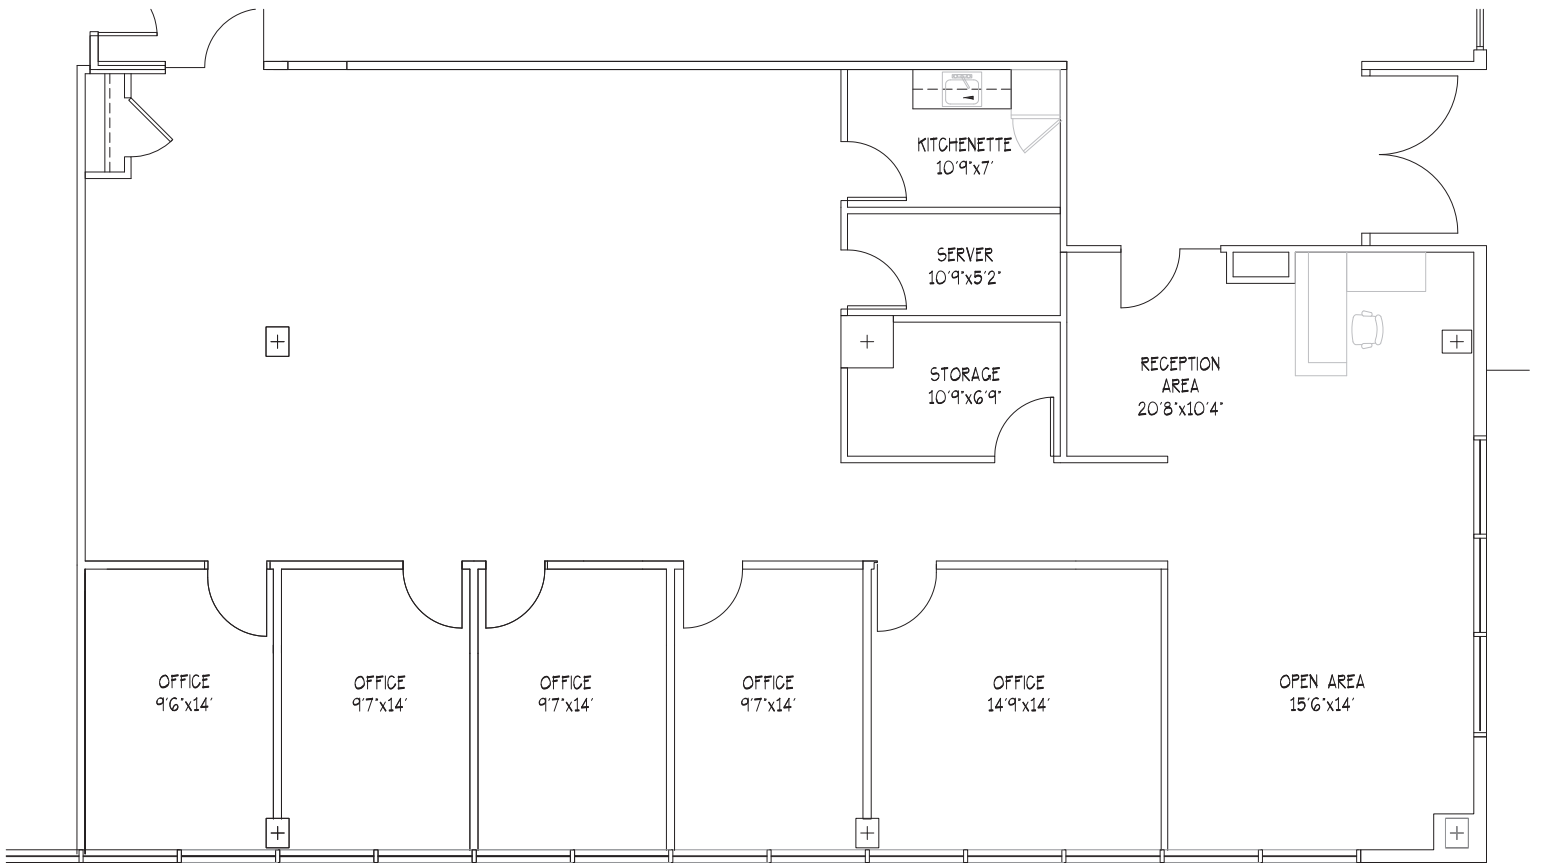 KITCHENETTE
10'9"x7'
SERVER
10'9"x5'2"
STORAGE
10'9"x6'9"
RECEPTION
AREA
20'8"x10'4"
OFFICE
9'6"x14'
OFFICE
9'7"x14'
OFFICE
9'7"x14'
OFFICE
9'7"x14'
OFFICE
14'9"x14'
OPEN AREA
15'6"x14'